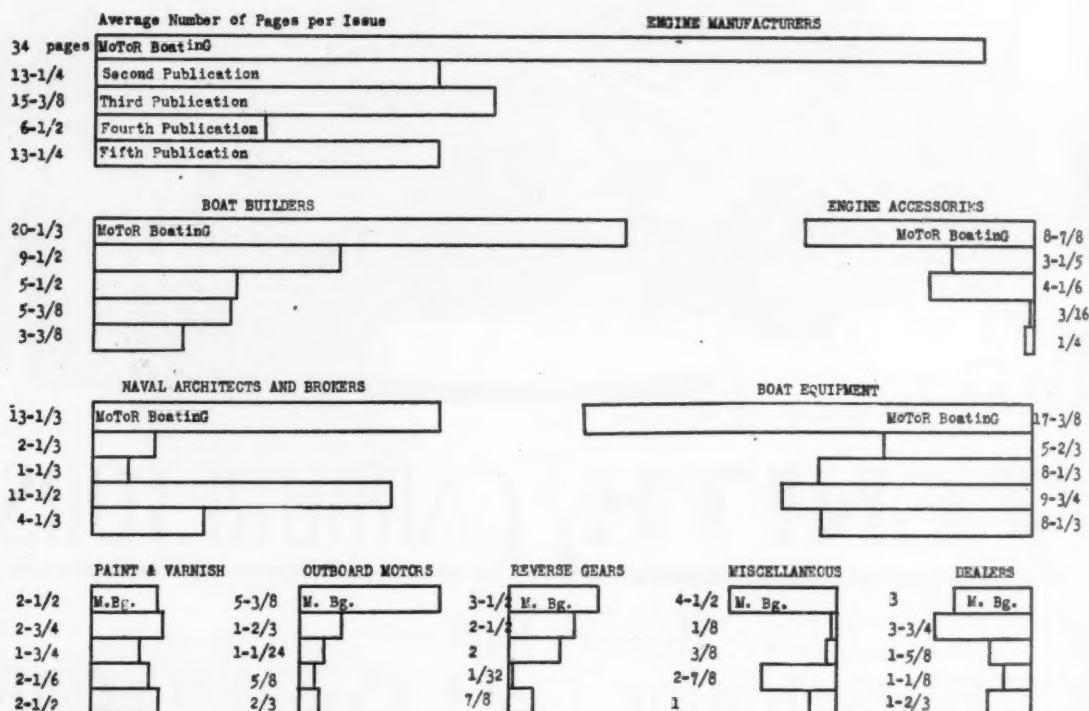 Average Number of Pages per Issue ENGINE MANUFACTURERS
34 pages MoToR BoatinG
13-1/4 Second Publication
15-3/8 Third Publication
6-1/2 Fourth Publication
13-1/4 Fifth Publication
BOAT BUILDERS
20-1/3 MoToR BoatinG
9-1/2
5-1/2
5-3/8
3-3/8
ENGINE ACCESSORIES
MoToR BoatinG 8-7/8
3-1/5
4-1/6
3/16
1/4
NAVAL ARCHITECTS AND BROKERS
13-1/3 MoToR BoatinG
2-1/3
1-1/3
11-1/2
4-1/3
BOAT EQUIPMENT
MoToR BoatinG 17-3/8
5-2/3
8-1/3
9-3/4
8-1/3
PAINT & VARNISH
2-1/2 M.Bg.
2-3/4
1-3/4
2-1/6
2-1/2
OUTBOARD MOTORS
5-3/8 M. Bg.
1-2/3
1-1/24
5/8
2/3
REVERSE GEARS
3-1/2 M. Bg.
2-1/2
2
1/32
7/8
MISCELLANEOUS
4-1/2 M. Bg.
1/8
3/8
2-7/8
1
DEALERS
3 M. Bg.
3-3/4
1-5/8
1-1/8
1-2/3